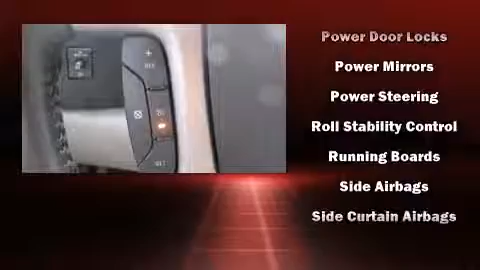 Power Door Locks
Power Mirrors
Power Steering
Roll Stability Control
Running Boards
Side Airbags
Side Curtain Airbags